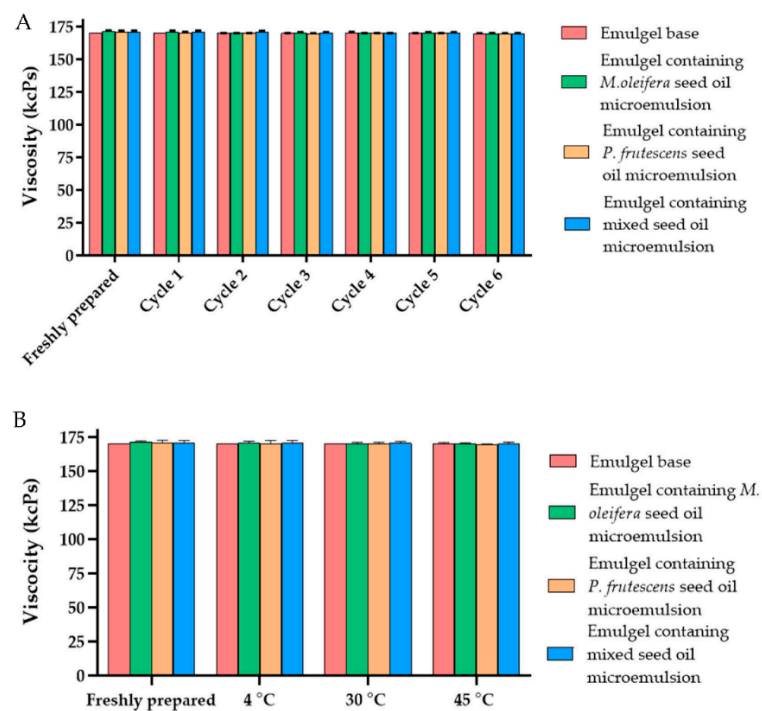 A
Viscosity (kcPs)
175
150
125
100
75
50
25
0
Freshly prepared
Cycle 1
Cycle 2
Cycle 3
Cycle 4
Cycle 5
Cycle 6
Emulgel base
Emulgel containing
M.oleifera seed oil
microemulsion
Emulgel containing
P. frutescens seed
oil microemulsion
Emulgel containing
mixed seed oil
microemulsion
B
Viscocity (kcPs)
175
150
125
100
75
50
25
0
Freshly prepared
4 °C
30 °C
45 °C
Emulgel base
Emulgel containing M.
oleifera seed oil
microemulsion
Emulgel containing
P. frutescens seed oil
microemulsion
Emulgel contaning
mixed seed oil
microemulsion